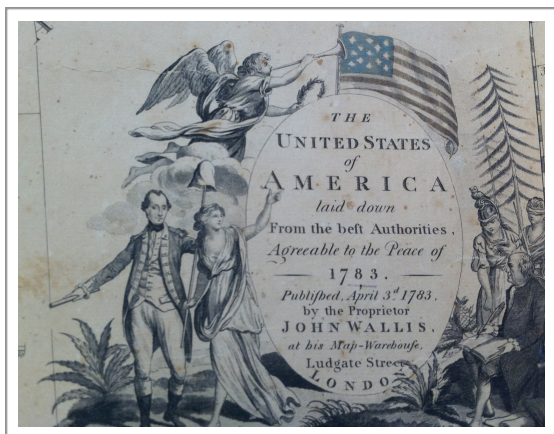 THE
UNITED STATES
of
AMERICA
laid down
From the beſt Authorities,
Agreeable to the Peace of
1783.
Publiſhed, April 3.d 1783,
by the Proprietor
JOHN WALLIS,
at his Map-Warehouſe,
Ludgate Street
LONDON